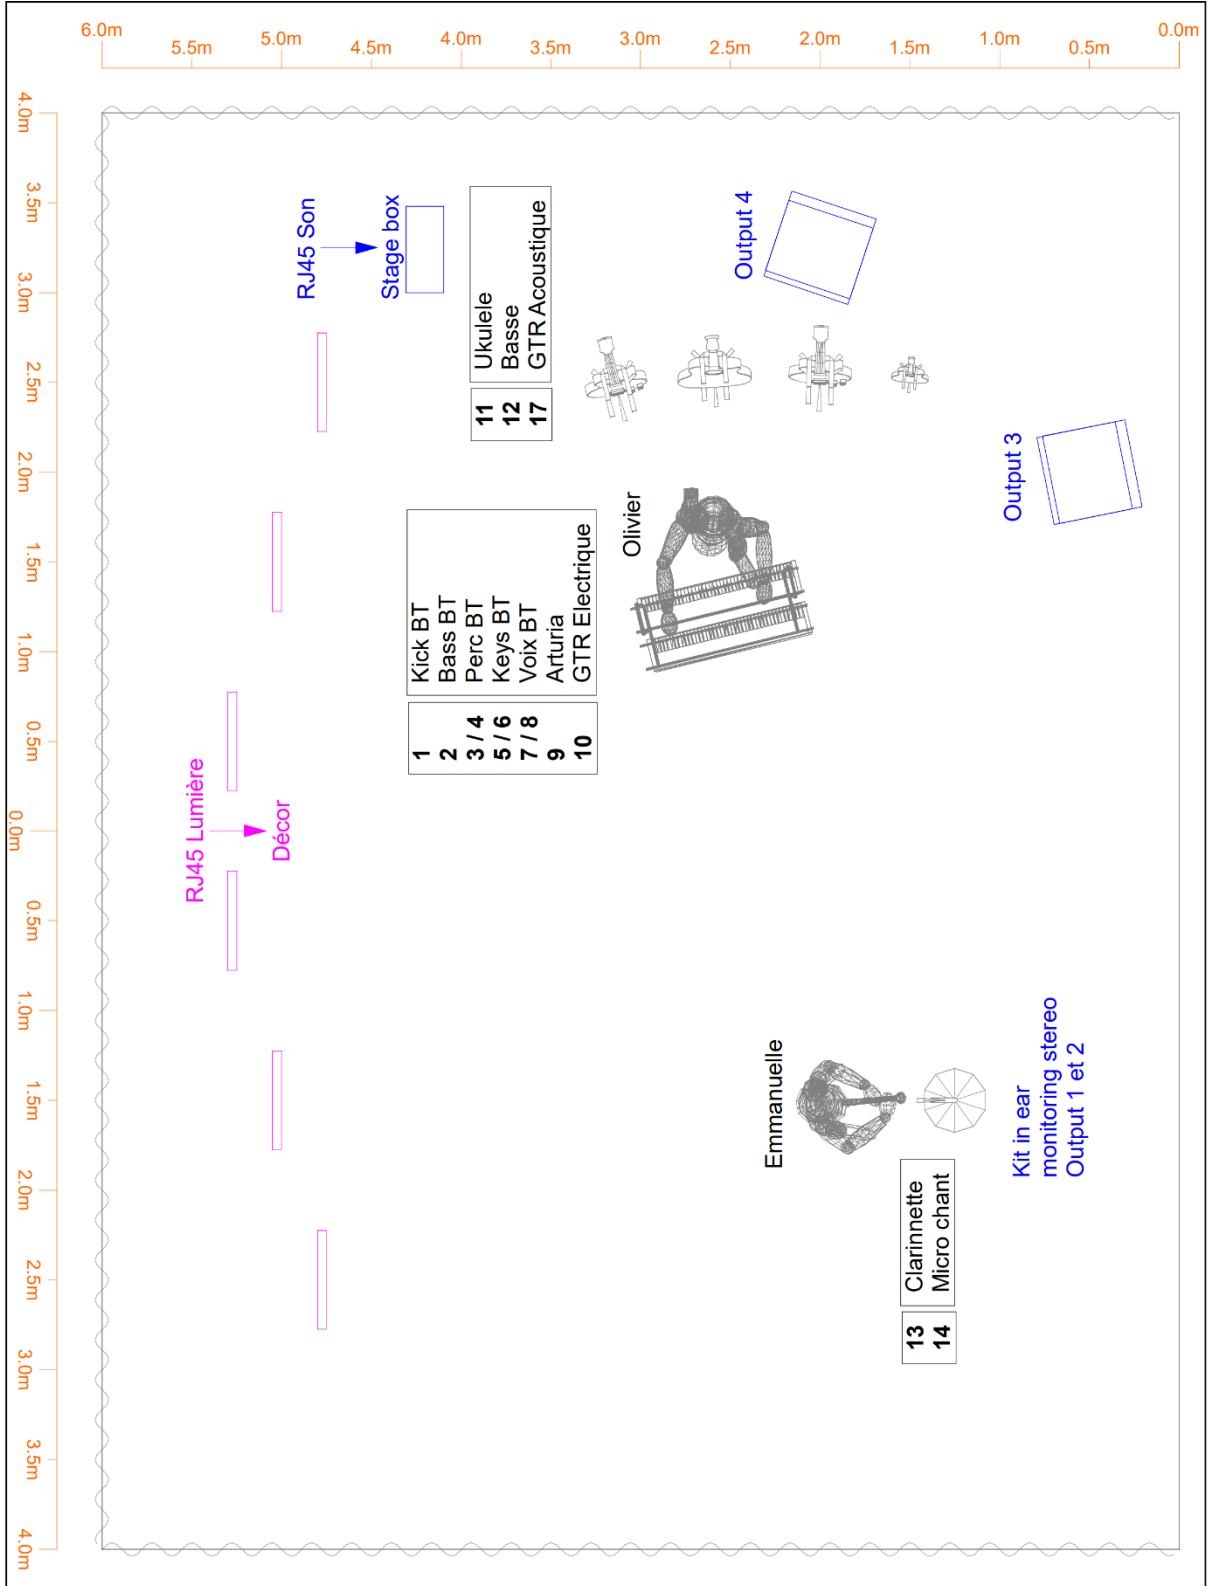 6.0m
5.5m
5.0m
4.5m
4.0m
3.5m
3.0m
2.5m
2.0m
1.5m
1.0m
0.5m
0.0m
4.0m
3.5m
3.0m
2.5m
2.0m
1.5m
1.0m
0.5m
0.0m
0.5m
1.0m
1.5m
2.0m
2.5m
3.0m
3.5m
4.0m
RJ45 Son
Stage box
11 Ukulele
12 Basse
17 GTR Acoustique
Output 4
Output 3
Olivier
1 Kick BT
2 Bass BT
3 / 4 Perc BT
5 / 6 Keys BT
7 / 8 Voix BT
9 Arturia
10 GTR Electrique
RJ45 Lumière
Décor
Emmanuelle
13 Clarinnette
14 Micro chant
Kit in ear
monitoring stereo
Output 1 et 2